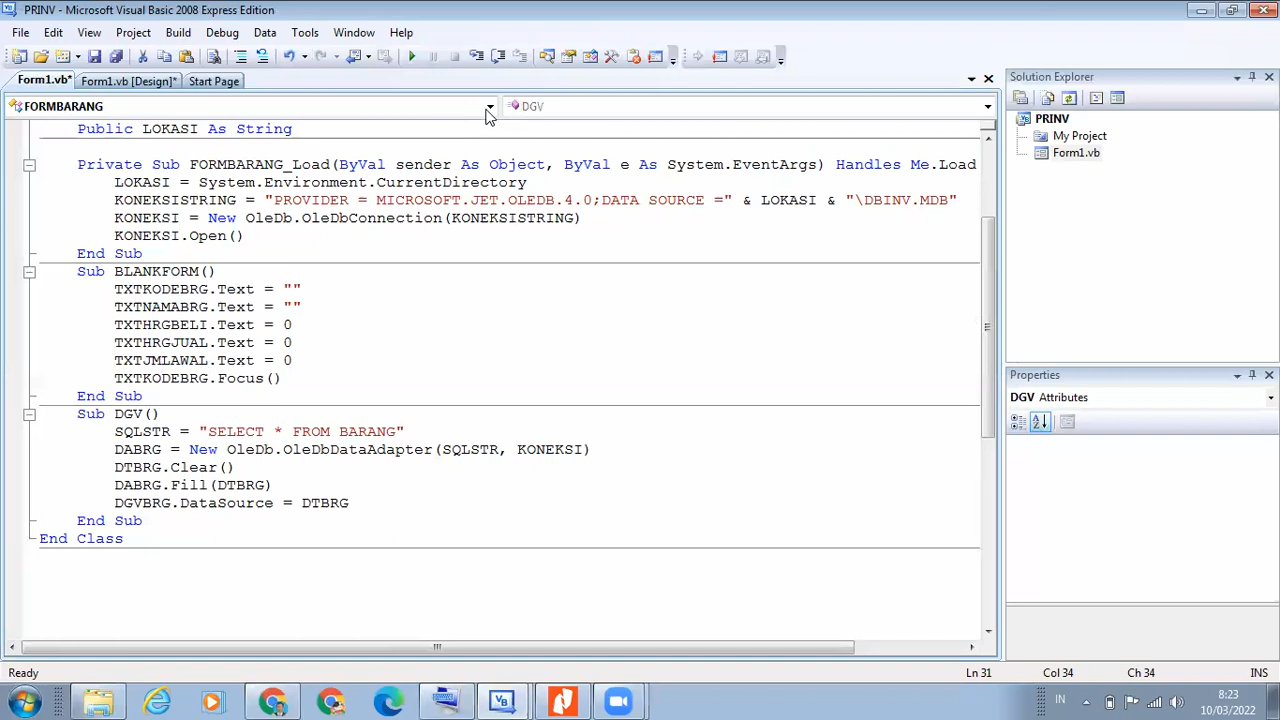 PRINV - Microsoft Visual Basic 2008 Express Edition
File Edit View Project Build Debug Data Tools Window Help
Form1.vb* Form1.vb [Design]* Start Page
FORMBARANG DGV
Public LOKASI As String
Private Sub FORMBARANG_Load(ByVal sender As Object, ByVal e As System.EventArgs) Handles Me.Load
LOKASI = System.Environment.CurrentDirectory
KONEKSISTRING = "PROVIDER = MICROSOFT.JET.OLEDB.4.0;DATA SOURCE =" & LOKASI & "\DBINV.MDB"
KONEKSI = New OleDb.OleDbConnection(KONEKSISTRING)
KONEKSI.Open()
End Sub
Sub BLANKFORM()
TXTKODEBRG.Text = ""
TXTNAMABRG.Text = ""
TXTHRGBELI.Text = 0
TXTHRGJUAL.Text = 0
TXTJMLAWAL.Text = 0
TXTKODEBRG.Focus()
End Sub
Sub DGV()
SQLSTR = "SELECT * FROM BARANG"
DABRG = New OleDb.OleDbDataAdapter(SQLSTR, KONEKSI)
DTBRG.Clear()
DABRG.Fill(DTBRG)
DGVBRG.DataSource = DTBRG
End Sub
End Class
Solution Explorer
PRINV
My Project
Form1.vb
Properties
DGV Attributes
Ready Ln 31 Col 34 Ch 34 INS
IN 8:23
10/03/2022